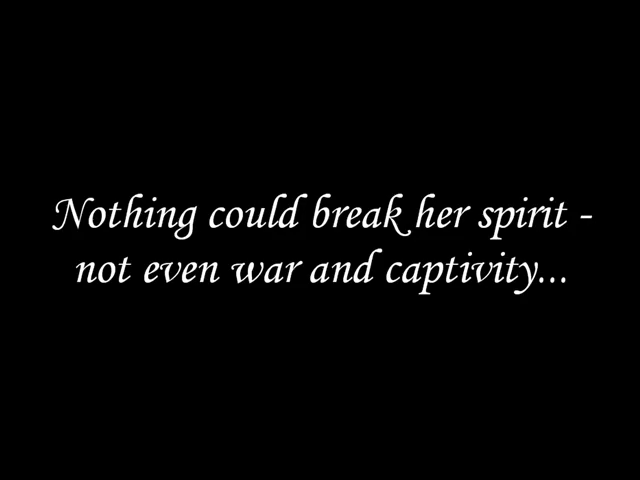 Nothing could break her spirit -
not even war and captivity...